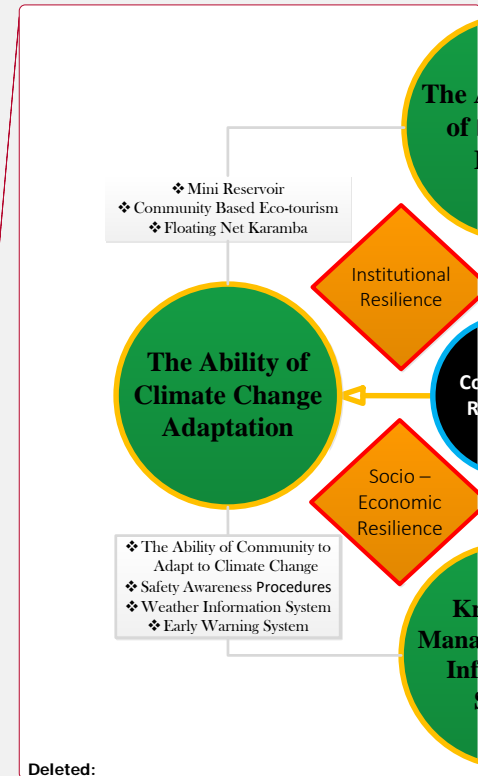 The
of
❖ Mini Reservoir
❖ Community Based Eco-tourism
❖ Floating Net Karamba
Institutional
Resilience
The Ability of
Climate Change
Adaptation
Socio –
Economic
Resilience
❖ The Ability of Community to
Adapt to Climate Change
❖ Safety Awareness Procedures
❖ Weather Information System
❖ Early Warning System
Deleted: